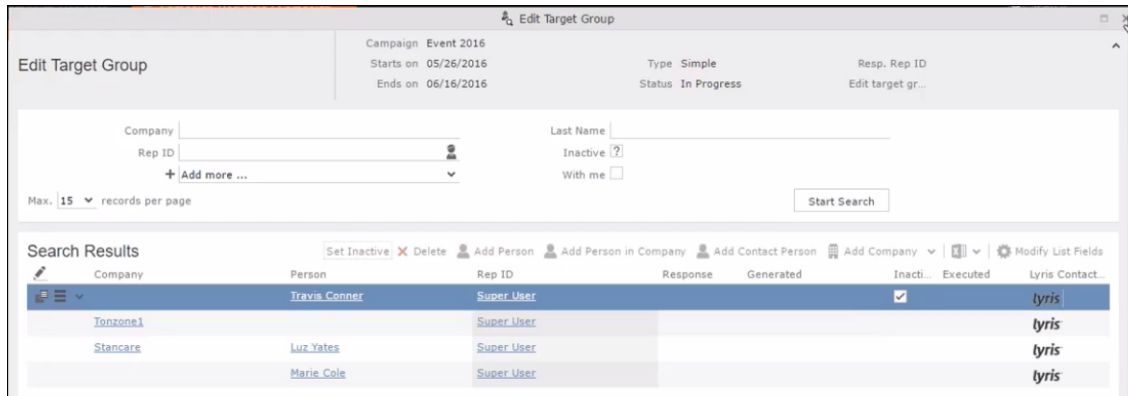 Edit Target Group
Edit Target Group
Campaign Event 2016
Starts on 05/26/2016 Type Simple Resp. Rep ID
Ends on 06/16/2016 Status In Progress Edit target gr...
Company Last Name
Rep ID Inactive ?
+ Add more ... With me
Max. 15 records per page Start Search
Search Results Set Inactive Delete Add Person Add Person in Company Add Contact Person Add Company Modify List Fields
Company Person Rep ID Response Generated Inacti... Executed Lyris Contact...
Travis Conner Super User lyris
Tonzone1 Super User lyris
Stancare Luz Yates Super User lyris
Marie Cole Super User lyris